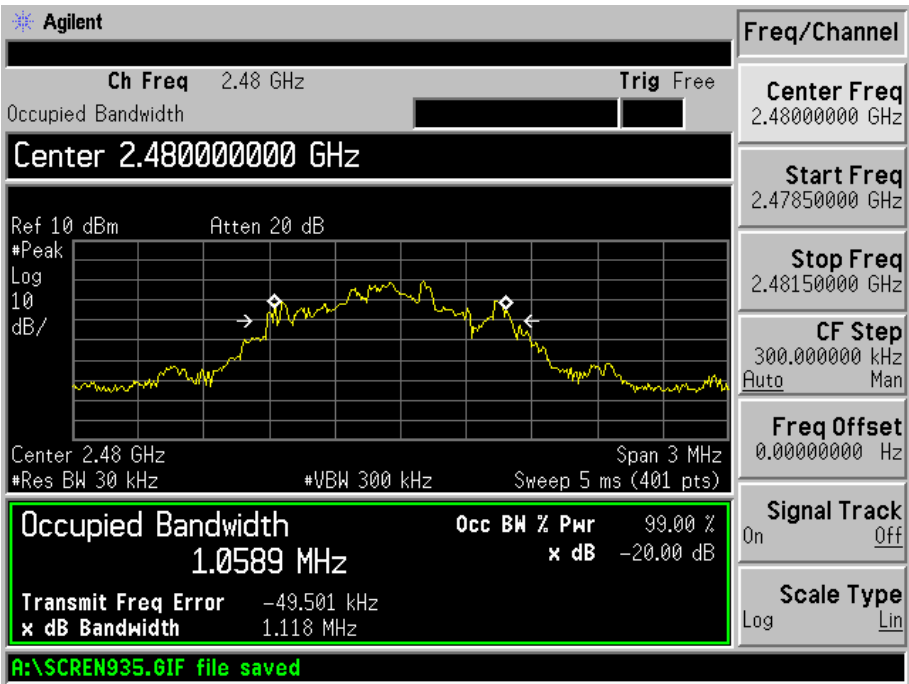 Agilent
Ch Freq 2.48 GHz Trig Free
Occupied Bandwidth
Center 2.480000000 GHz
Ref 10 dBm Atten 20 dB
#Peak
Log
10
dB/
Center 2.48 GHz Span 3 MHz
#Res BW 30 kHz #VBW 300 kHz Sweep 5 ms (401 pts)
Occupied Bandwidth Occ BW % Pwr 99.00 %
1.0589 MHz x dB -20.00 dB
Transmit Freq Error -49.501 kHz
x dB Bandwidth 1.118 MHz
A:\SCREN935.GIF file saved
Freq/Channel
Center Freq
2.48000000 GHz
Start Freq
2.47850000 GHz
Stop Freq
2.48150000 GHz
CF Step
300.000000 kHz
Auto Man
Freq Offset
0.00000000 Hz
Signal Track
On Off
Scale Type
Log Lin